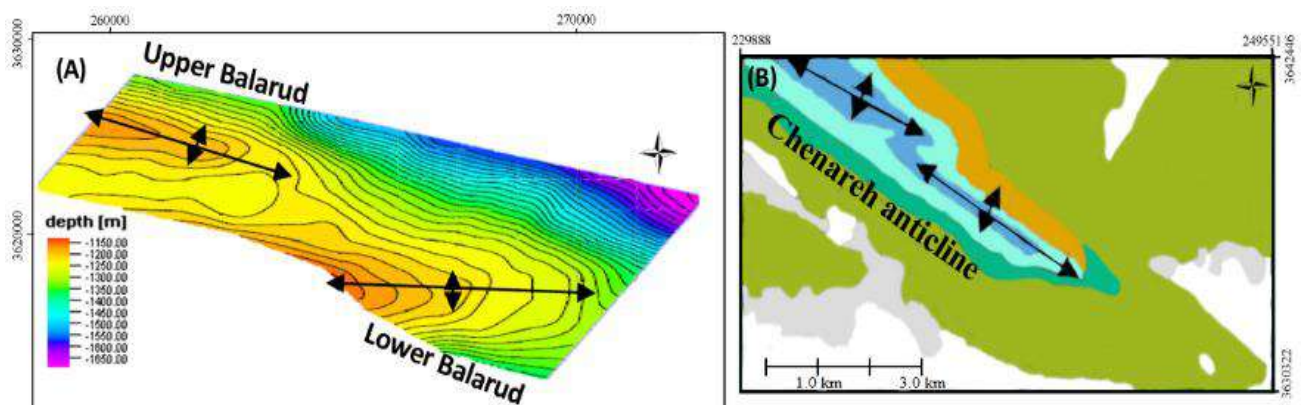 260000
270000
3630000
3620000
(A)
Upper Balarud
Lower Balarud
depth [m]
-1150.00
-1200.00
-1250.00
-1300.00
-1350.00
-1400.00
-1450.00
-1500.00
-1550.00
-1600.00
-1650.00
229888
249551
3642446
3630322
(B)
Chenareh anticline
1.0 km
3.0 km